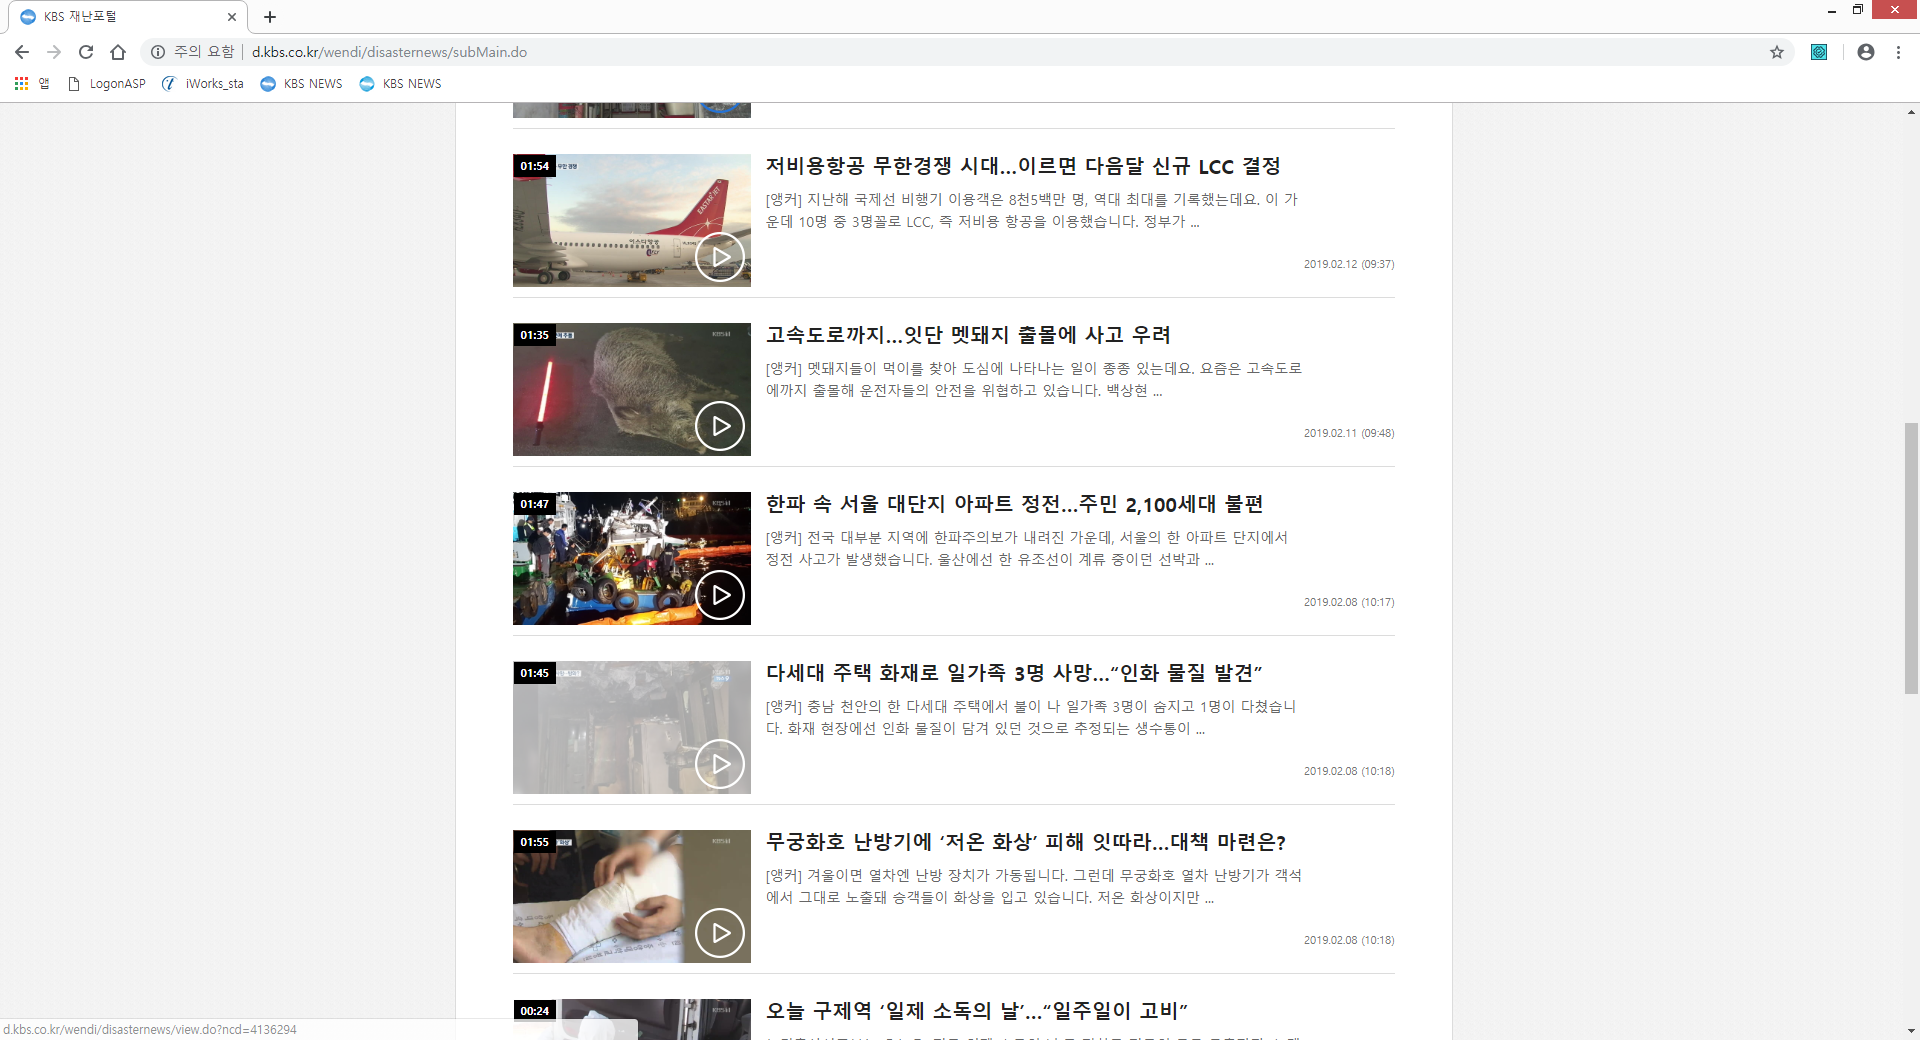 KBS 재난포털
주의 요함
d.kbs.co.kr/wendi/disasternews/subMain.do
앱
LogonASP
iWorks_sta
KBS NEWS
KBS NEWS
01:54
저비용항공 무한경쟁 시대...이르면 다음달 신규 LCC 결정
[앵커] 지난해 국제선 비행기 이용객은 8천5백만 명, 역대 최대를 기록했는데요. 이 가
운데 10명 중 3명꼴로 LCC, 즉 저비용 항공을 이용했습니다. 정부가 ...
2019.02.12 (09:37)
EASTAR JET
이스타항공
01:35
고속도로까지...잇단 멧돼지 출몰에 사고 우려
[앵커] 멧돼지들이 먹이를 찾아 도심에 나타나는 일이 종종 있는데요. 요즘은 고속도로
에까지 출몰해 운전자들의 안전을 위협하고 있습니다. 백상현 ...
2019.02.11 (09:48)
01:47
한파 속 서울 대단지 아파트 정전...주민 2,100세대 불편
[앵커] 전국 대부분 지역에 한파주의보가 내려진 가운데, 서울의 한 아파트 단지에서
정전 사고가 발생했습니다. 울산에선 한 유조선이 계류 중이던 선박과 ...
2019.02.08 (10:17)
01:45
다세대 주택 화재로 일가족 3명 사망...“인화 물질 발견”
[앵커] 충남 천안의 한 다세대 주택에서 불이 나 일가족 3명이 숨지고 1명이 다쳤습니
다. 화재 현장에선 인화 물질이 담겨 있던 것으로 추정되는 생수통이 ...
2019.02.08 (10:18)
01:55
무궁화호 난방기에 ‘저온 화상’ 피해 잇따라...대책 마련은?
[앵커] 겨울이면 열차엔 난방 장치가 가동됩니다. 그런데 무궁화호 열차 난방기가 객석
에서 그대로 노출돼 승객들이 화상을 입고 있습니다. 저온 화상이지만 ...
2019.02.08 (10:18)
00:24
오늘 구제역 ‘일제 소독의 날’...“일주일이 고비”
d.kbs.co.kr/wendi/disasternews/view.do?ncd=4136294